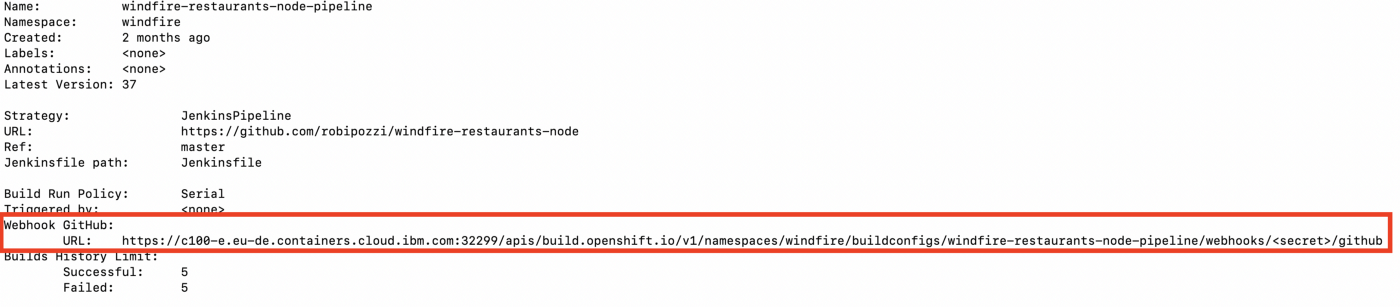 Name: windfire-restaurants-node-pipeline
Namespace: windfire
Created: 2 months ago
Labels: <none>
Annotations: <none>
Latest Version: 37
Strategy: JenkinsPipeline
URL: https://github.com/robipozzi/windfire-restaurants-node
Ref: master
Jenkinsfile path: Jenkinsfile
Build Run Policy: Serial
Triggered by: <none>
Webhook GitHub:
URL: https://c100-e.eu-de.containers.cloud.ibm.com:32299/apis/build.openshift.io/v1/namespaces/windfire/buildconfigs/windfire-restaurants-node-pipeline/webhooks/<secret>/github
Builds History Limit:
Successful: 5
Failed: 5